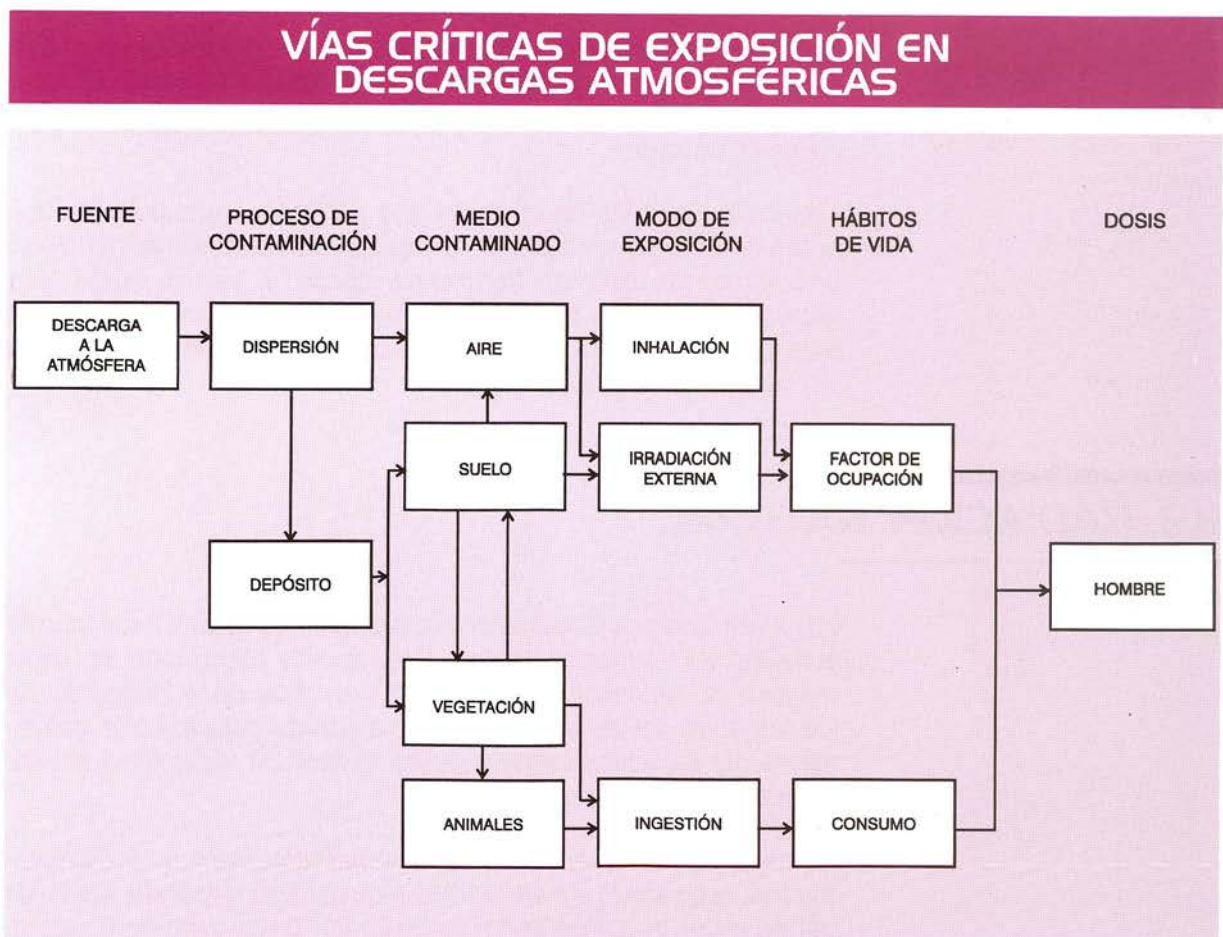 VÍAS CRÍTICAS DE EXPOSICIÓN EN
DESCARGAS ATMOSFÉRICAS
FUENTE
PROCESO DE
CONTAMINACIÓN
MEDIO
CONTAMINADO
MODO DE
EXPOSICIÓN
HÁBITOS
DE VIDA
DOSIS
DESCARGA
A LA
ATMÓSFERA
DISPERSIÓN
AIRE
INHALACIÓN
SUELO
IRRADIACIÓN
EXTERNA
FACTOR DE
OCUPACIÓN
DEPÓSITO
HOMBRE
VEGETACIÓN
ANIMALES
INGESTIÓN
CONSUMO